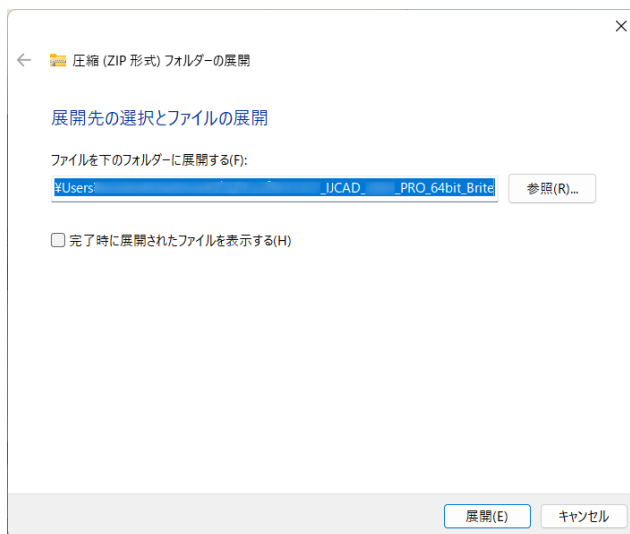 圧縮 (ZIP 形式) フォルダーの展開
展開先の選択とファイルの展開
ファイルを下のフォルダーに展開する(F):
¥Users _IJCAD_ _PRO_64bit_Brite
参照(R)...
完了時に展開されたファイルを表示する(H)
展開(E)
キャンセル